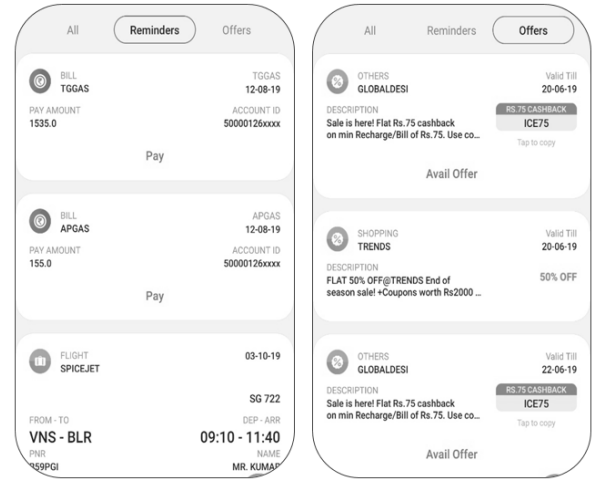 All Reminders Offers
BILL TGGAS
TGGAS 12-08-19
PAY AMOUNT ACCOUNT ID
1535.0 50000126xxxx
Pay
BILL APGAS
APGAS 12-08-19
PAY AMOUNT ACCOUNT ID
155.0 50000126xxxx
Pay
FLIGHT 03-10-19
SPICEJET
SG 722
FROM - TO DEP - ARR
VNS - BLR 09:10 - 11:40
PNR NAME
R59PGI MR. KUMAR
All Reminders Offers
OTHERS Valid Till
GLOBALDESI 20-06-19
DESCRIPTION RS.75 CASHBACK
Sale is here! Flat Rs.75 cashback ICE75
on min Recharge/Bill of Rs.75. Use co...
Tap to copy
Avail Offer
SHOPPING Valid Till
TRENDS 20-06-19
DESCRIPTION
FLAT 50% OFF@TRENDS End of 50% OFF
season sale! +Coupons worth Rs2000 ...
OTHERS Valid Till
GLOBALDESI 22-06-19
DESCRIPTION RS.75 CASHBACK
Sale is here! Flat Rs.75 cashback ICE75
on min Recharge/Bill of Rs.75. Use co...
Tap to copy
Avail Offer